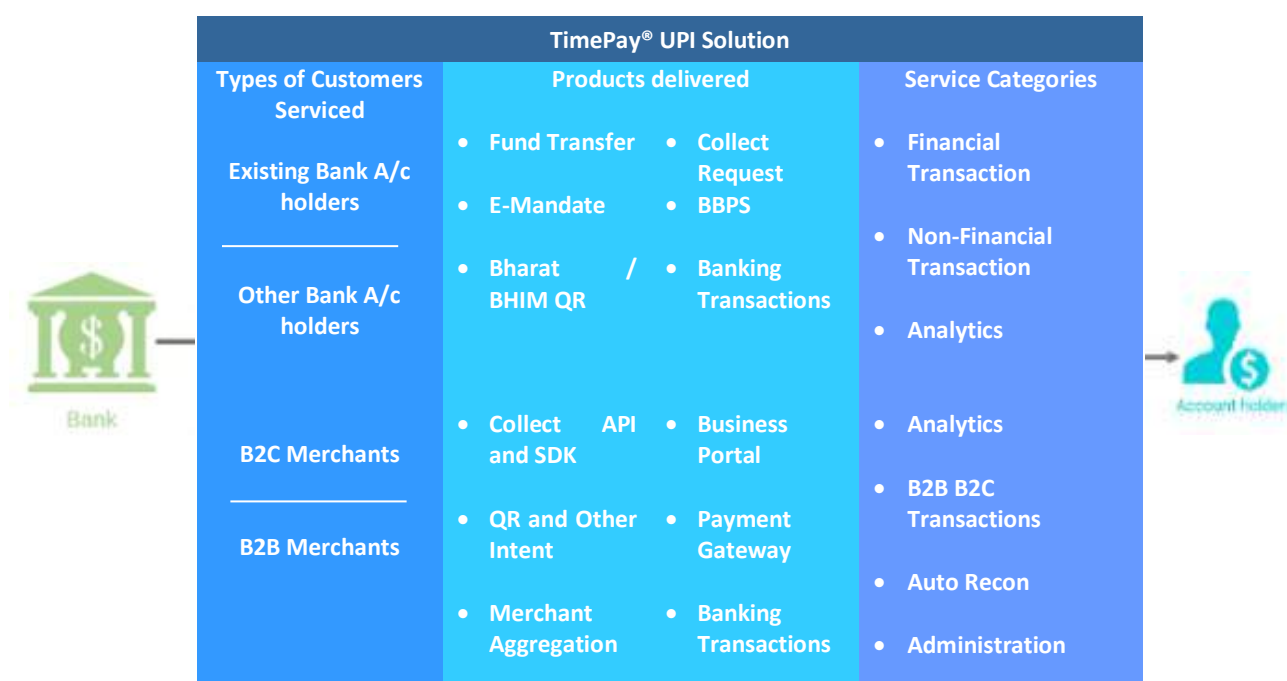 TimePay® UPI Solution
Types of Customers
Serviced
Existing Bank A/c
holders
Other Bank A/c
holders
B2C Merchants
B2B Merchants
Products delivered
• Fund Transfer
• Collect
Request
• E-Mandate
• BBPS
• Bharat /
BHIM QR
• Banking
Transactions
• Collect API
and SDK
• Business
Portal
• QR and Other
Intent
• Payment
Gateway
• Merchant
Aggregation
• Banking
Transactions
Service Categories
• Financial
Transaction
• Non-Financial
Transaction
• Analytics
• Analytics
• B2B B2C
Transactions
• Auto Recon
• Administration
$
Bank
$
Account holder